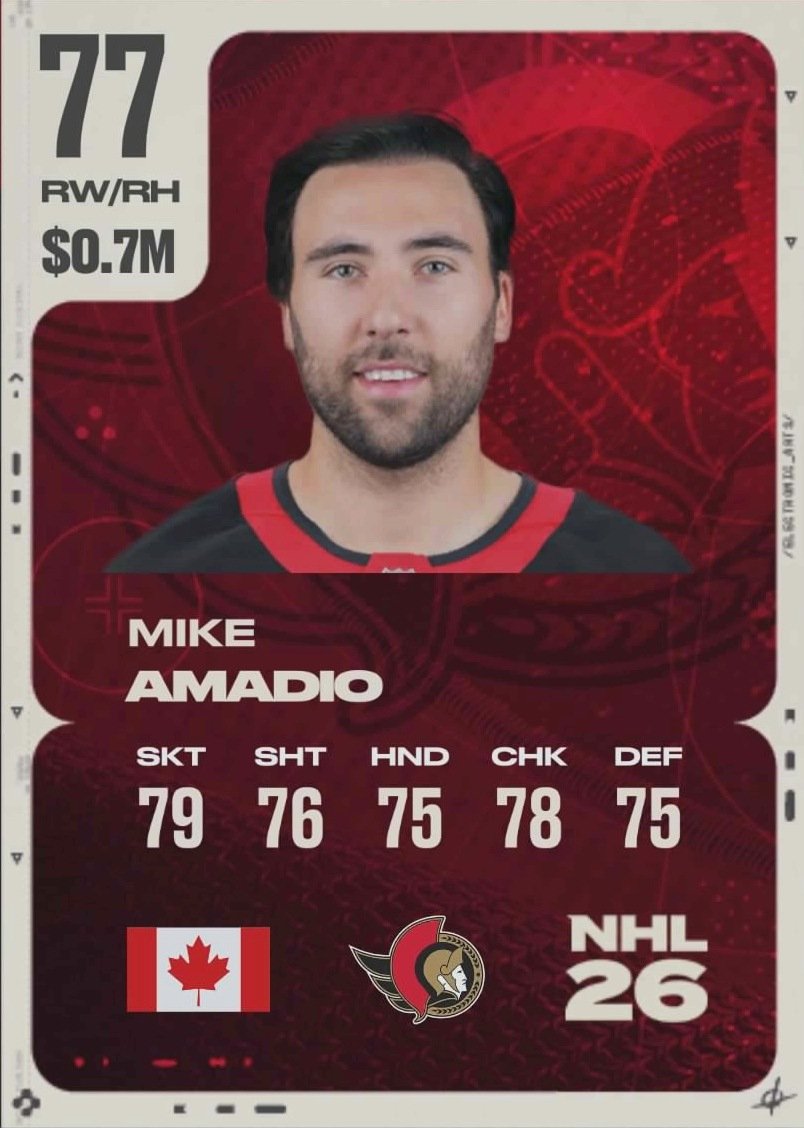 77
RW/RH
$0.7M
MIKE
AMADIO
SKT SHT HND CHK DEF
79 76 75 78 75
NHL
26